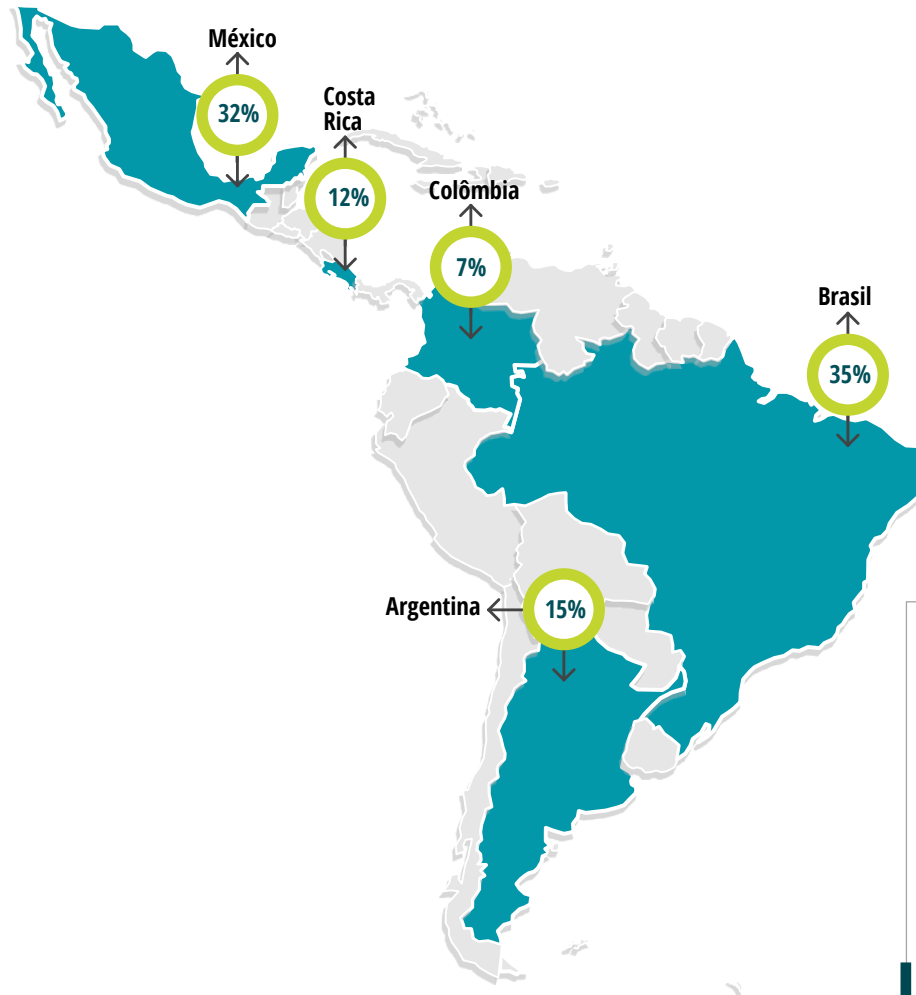 México
32%
Costa
Rica
12%
Colômbia
7%
Brasil
35%
Argentina
15%